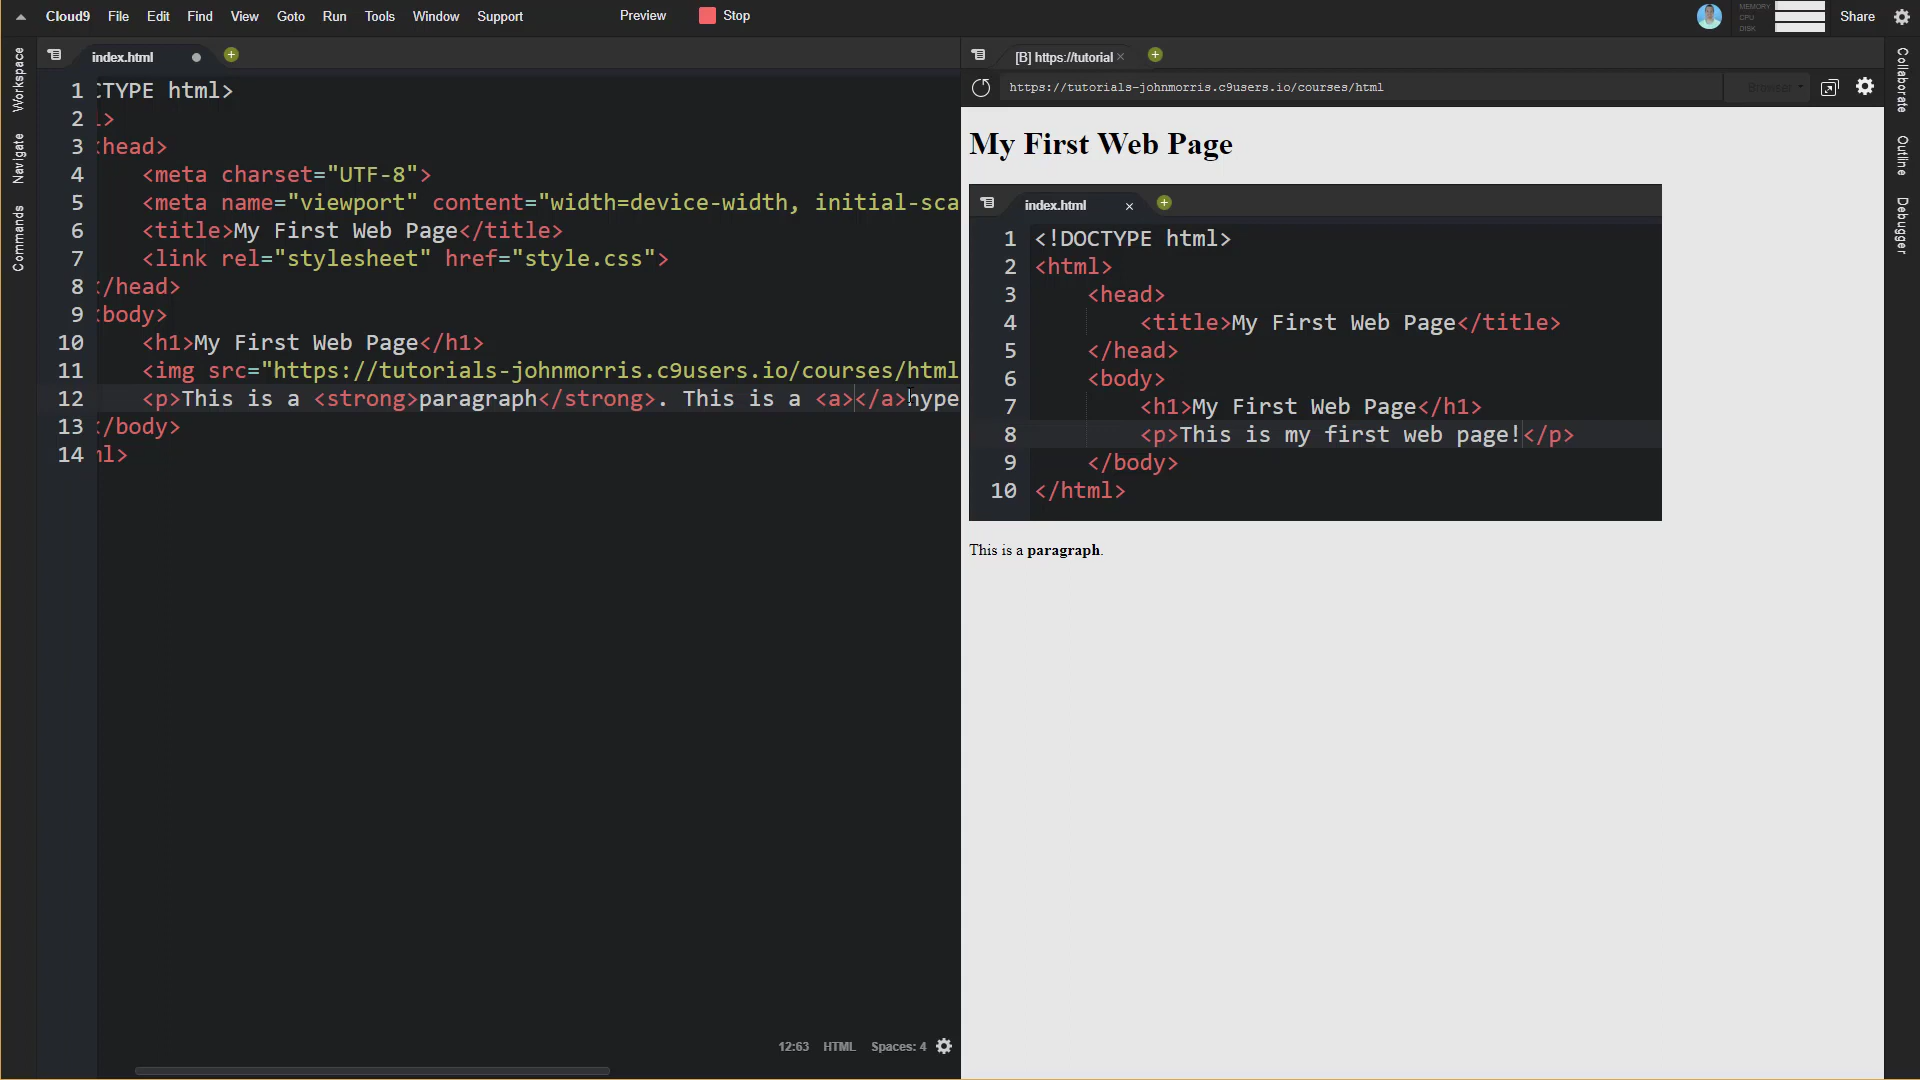 Cloud9 File Edit Find View Goto Run Tools Window Support Preview Stop MEMORY CPU DISK Share
Workspace
Navigate
Commands
index.html
1 CTYPE html>
2 l>
3 <head>
4 <meta charset="UTF-8">
5 <meta name="viewport" content="width=device-width, initial-sca
6 <title>My First Web Page</title>
7 <link rel="stylesheet" href="style.css">
8 </head>
9 <body>
10 <h1>My First Web Page</h1>
11 <img src="https://tutorials-johnmorris.c9users.io/courses/html
12 <p>This is a <strong>paragraph</strong>. This is a <a></a>hype
13 </body>
14 ml>
12:63 HTML Spaces: 4
[B] https://tutorial
https://tutorials-johnmorris.c9users.io/courses/html Browser
My First Web Page
index.html
1 <!DOCTYPE html>
2 <html>
3 <head>
4 <title>My First Web Page</title>
5 </head>
6 <body>
7 <h1>My First Web Page</h1>
8 <p>This is my first web page!</p>
9 </body>
10 </html>
This is a paragraph.
Collaborate
Outline
Debugger